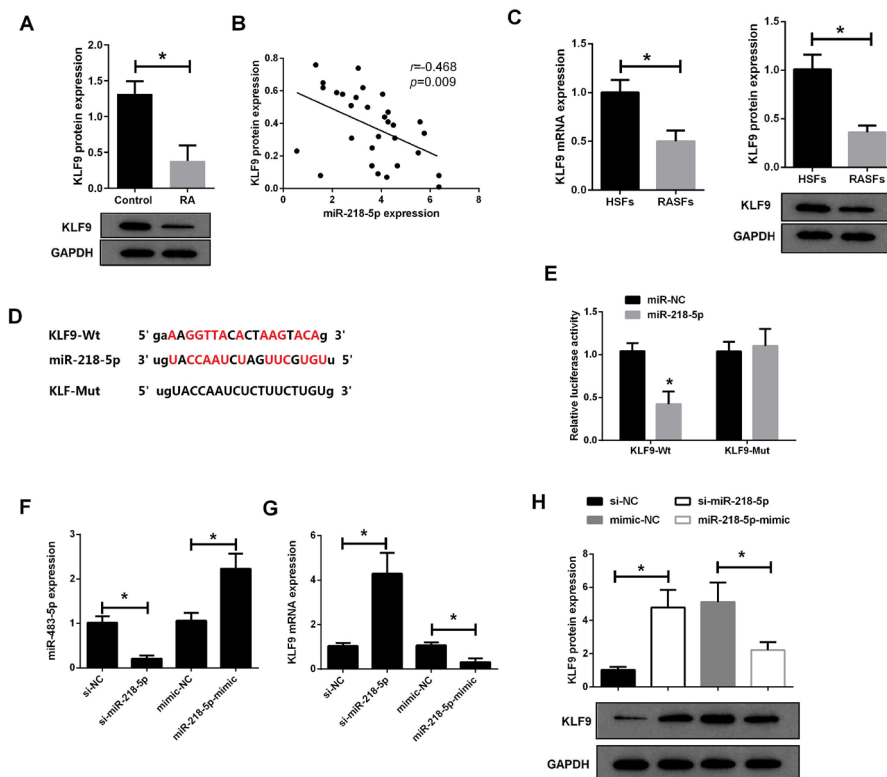 A
KLF9 protein expression
1.5
1.0
0.5
0.0
*
Control
RA
KLF9
GAPDH
B
KLF9 protein expression
0.8
0.6
0.4
0.2
0.0
r=-0.468
p=0.009
0
2
4
6
8
miR-218-5p expression
C
KLF9 mRNA expression
1.5
1.0
0.5
0.0
*
HSFs
RASFs
KLF9 protein expression
1.5
1.0
0.5
0.0
*
HSFs
RASFs
KLF9
GAPDH
D
KLF9-Wt 5' gaAAGGTTACACTAAGTACAg 3'
miR-218-5p 3' ugUACCAAUCUAGUUCGUGUu 5'
KLF-Mut 5' ugUACCAAUCUCUUCUGUg 3'
E
miR-NC
miR-218-5p
Relative luciferase activity
1.5
1.0
0.5
0.0
*
KLF9-Wt
KLF9-Mut
F
miR-483-5p expression
3
2
1
0
*
*
si-NC
si-miR-218-5p
mimic-NC
miR-218-5p-mimic
G
KLF9 mRNA expression
6
4
2
0
*
*
si-NC
si-miR-218-5p
mimic-NC
miR-218-5p-mimic
H
si-NC
si-miR-218-5p
mimic-NC
miR-218-5p-mimic
KLF9 protein expression
8
6
4
2
0
*
*
KLF9
GAPDH